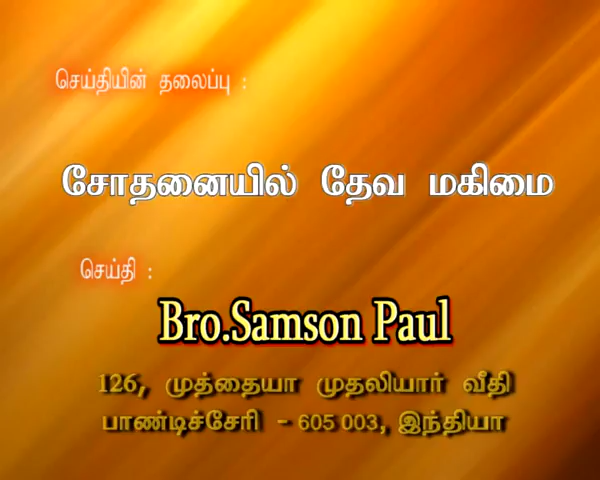 செய்தியின் தலைப்பு :
சோதனையில் தேவ மகிமை
செய்தி :
Bro.Samson Paul
126, முத்தையா முதலியார் வீதி
பாண்டிச்சேரி - 605 003, இந்தியா